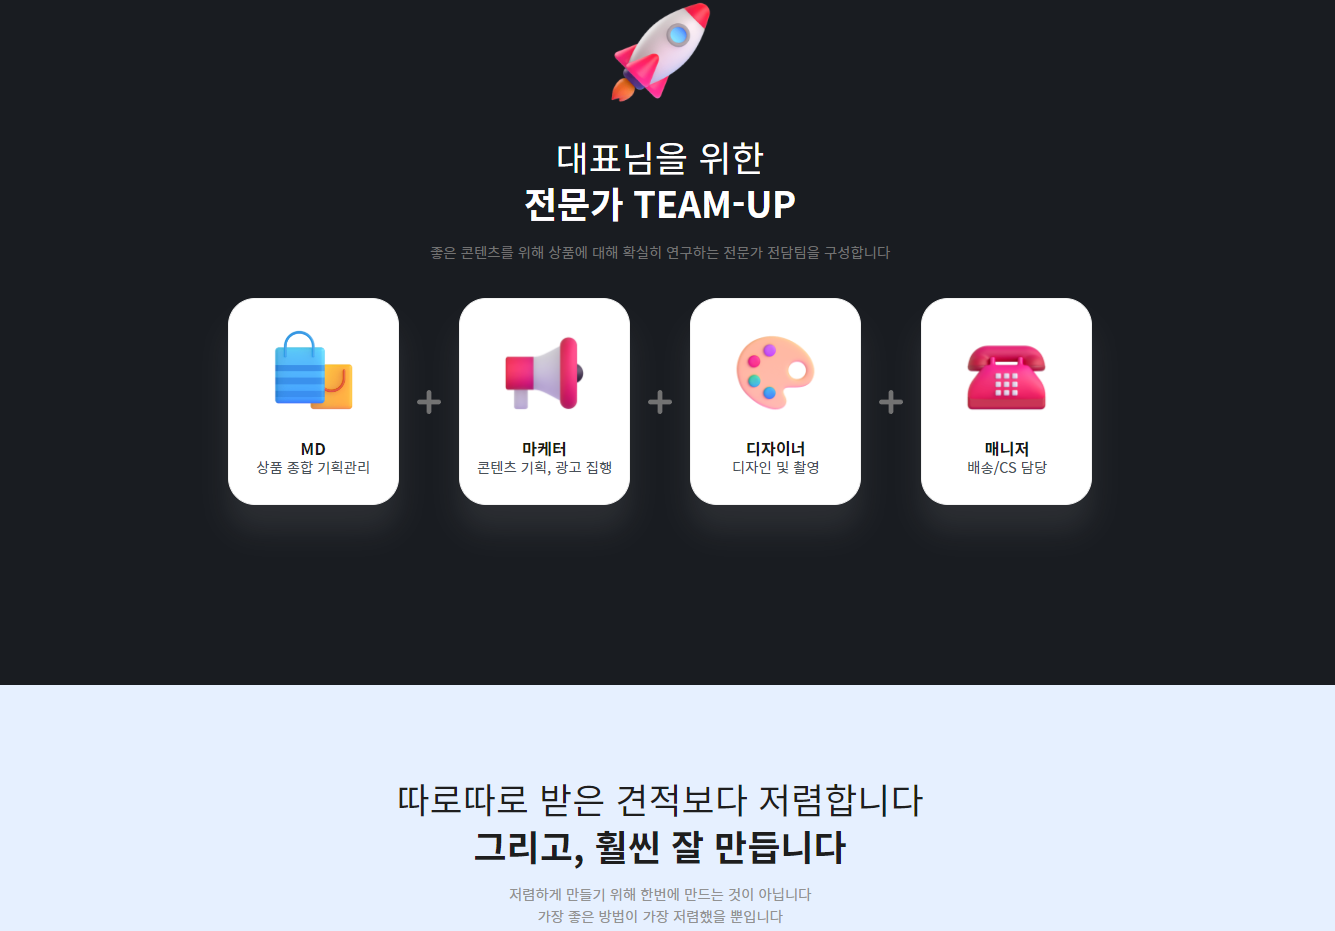 대표님을 위한
전문가 TEAM-UP
좋은 콘텐츠를 위해 상품에 대해 확실히 연구하는 전문가 전담팀을 구성합니다
MD
상품 종합 기획관리
마케터
콘텐츠 기획, 광고 집행
디자이너
디자인 및 촬영
매니저
배송/CS 담당
따로따로 받은 견적보다 저렴합니다
그리고, 훨씬 잘 만듭니다
저렴하게 만들기 위해 한번에 만드는 것이 아닙니다
가장 좋은 방법이 가장 저렴했을 뿐입니다